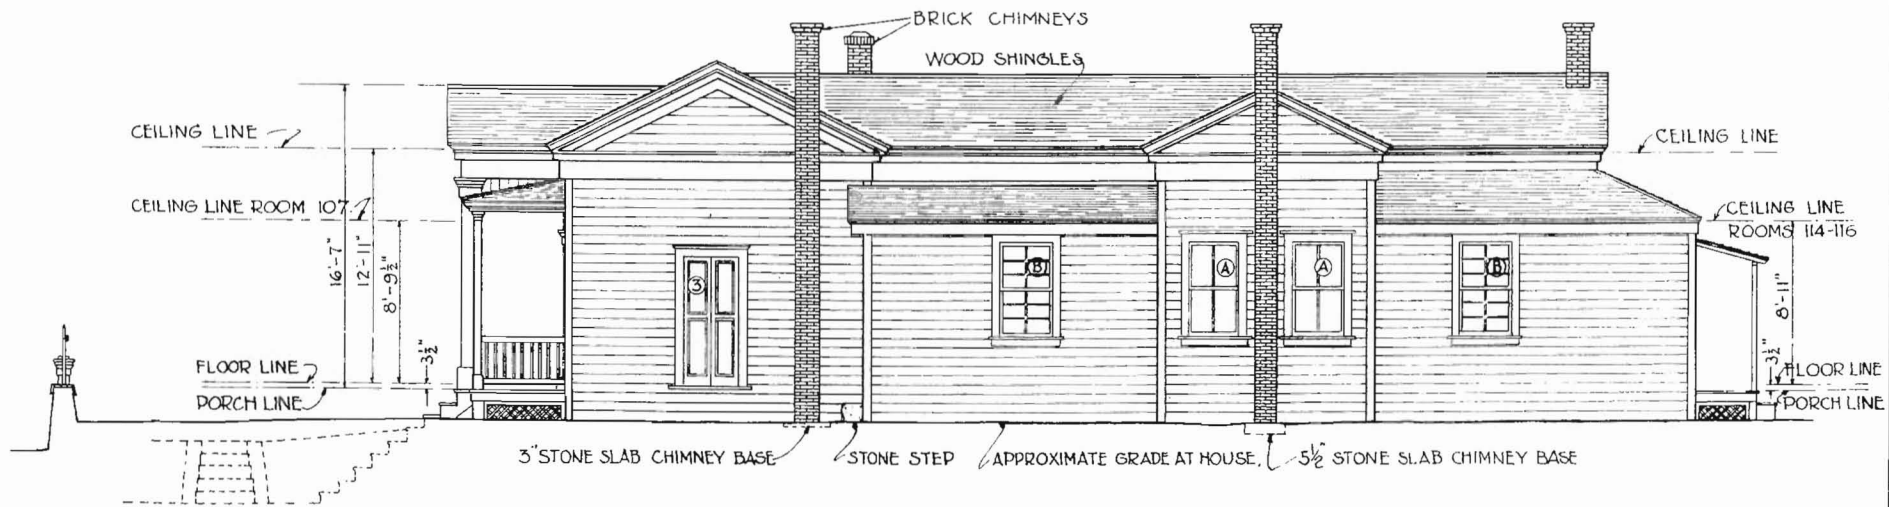 BRICK CHIMNEYS
WOOD SHINGLES
CEILING LINE
CEILING LINE
CEILING LINE ROOM 107
CEILING LINE
ROOMS 114-116
16'-7"
12'-11"
8'-9½"
3½"
8'-11"
3½"
3
B
A
A
B
FLOOR LINE
PORCH LINE
FLOOR LINE
PORCH LINE
3" STONE SLAB CHIMNEY BASE
STONE STEP
APPROXIMATE GRADE AT HOUSE.
5½" STONE SLAB CHIMNEY BASE